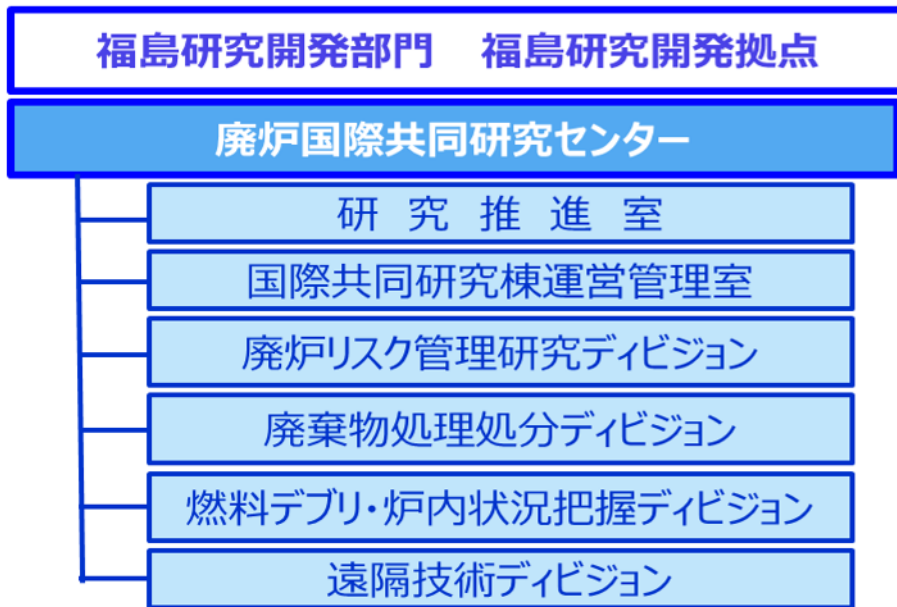 福島研究開発部門　福島研究開発拠点
廃炉国際共同研究センター
研 究 推 進 室
国際共同研究棟運営管理室
廃炉リスク管理研究ディビジョン
廃棄物処理処分ディビジョン
燃料デブリ・炉内状況把握ディビジョン
遠隔技術ディビジョン